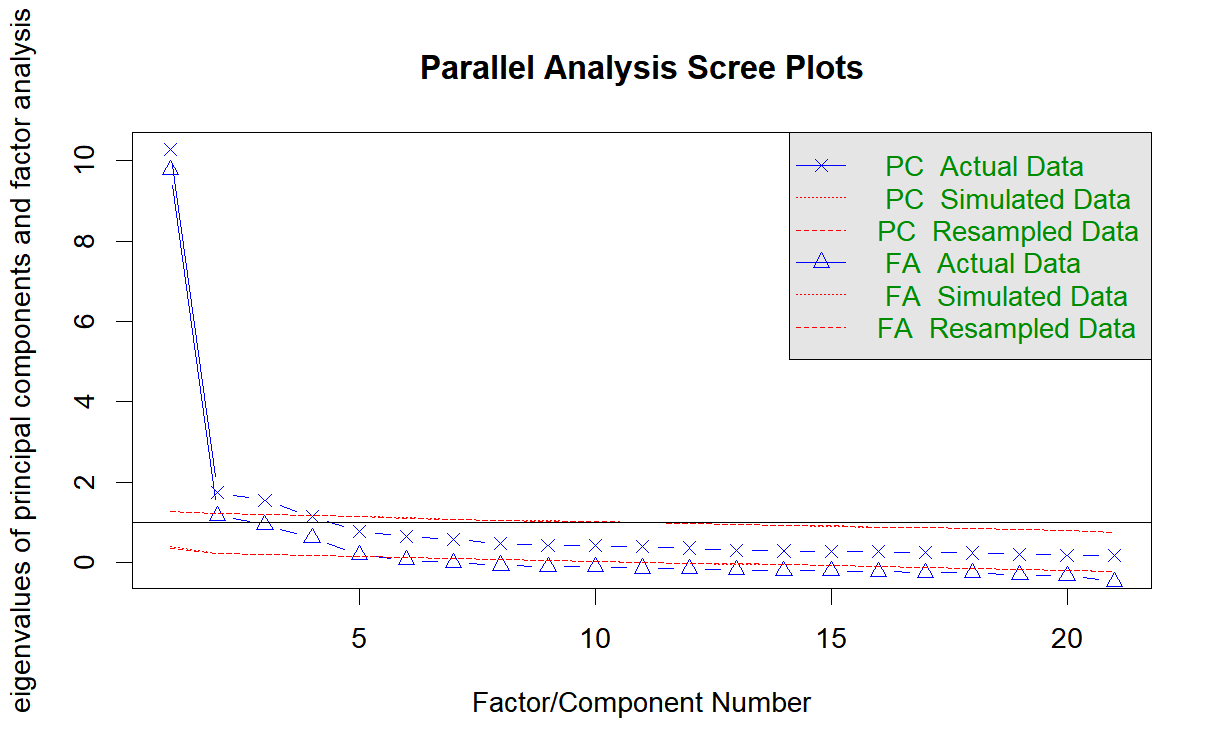 Parallel Analysis Scree Plots
eigenvalues of principal components and factor analysis
10
8
6
4
2
0
PC Actual Data
PC Simulated Data
PC Resampled Data
FA Actual Data
FA Simulated Data
FA Resampled Data
5
10
15
20
Factor/Component Number